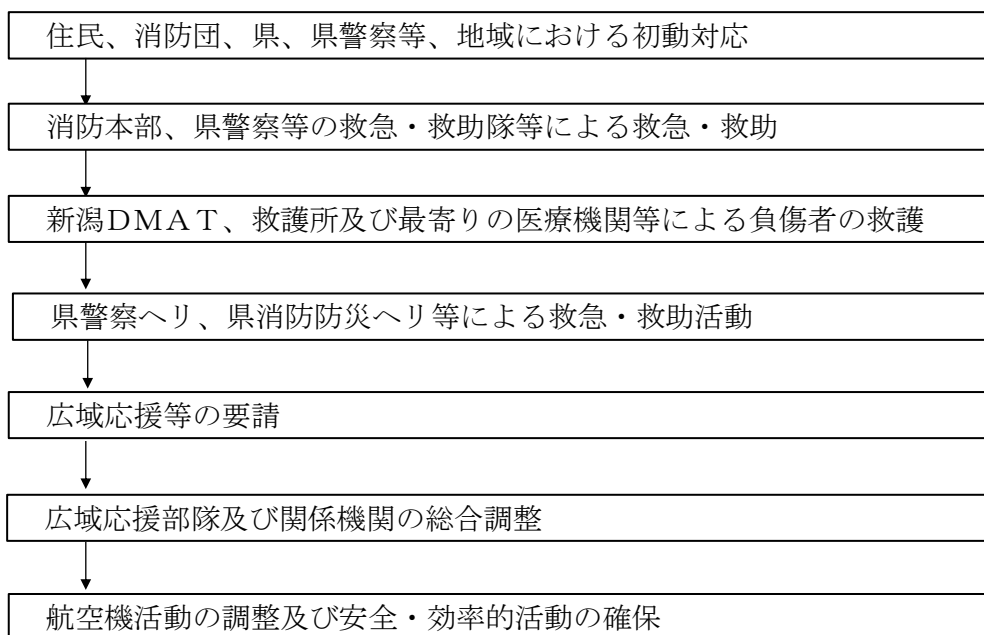 住民、消防団、県、県警察等、地域における初動対応
消防本部、県警察等の救急・救助隊等による救急・救助
新潟ＤＭＡＴ、救護所及び最寄りの医療機関等による負傷者の救護
県警察ヘリ、県消防防災ヘリ等による救急・救助活動
広域応援等の要請
広域応援部隊及び関係機関の総合調整
航空機活動の調整及び安全・効率的活動の確保